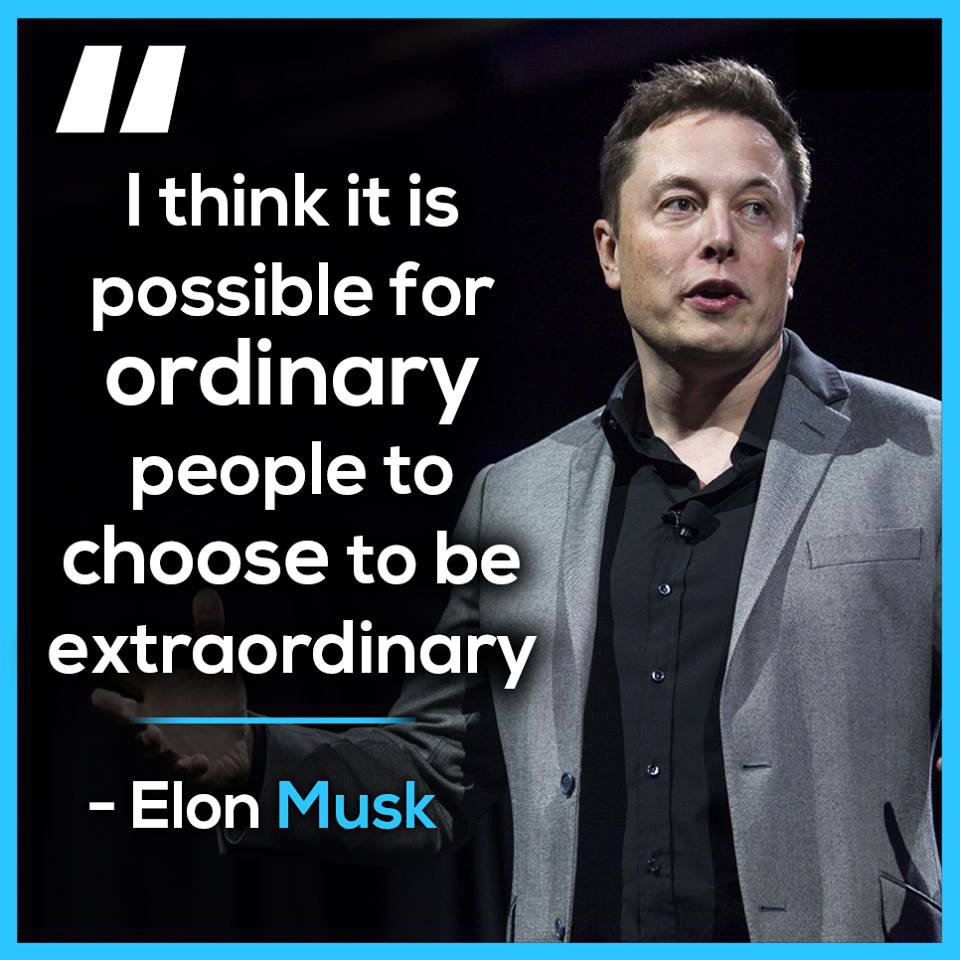 "
I think it is
possible for
ordinary
people to
choose to be
extraordinary
- Elon Musk